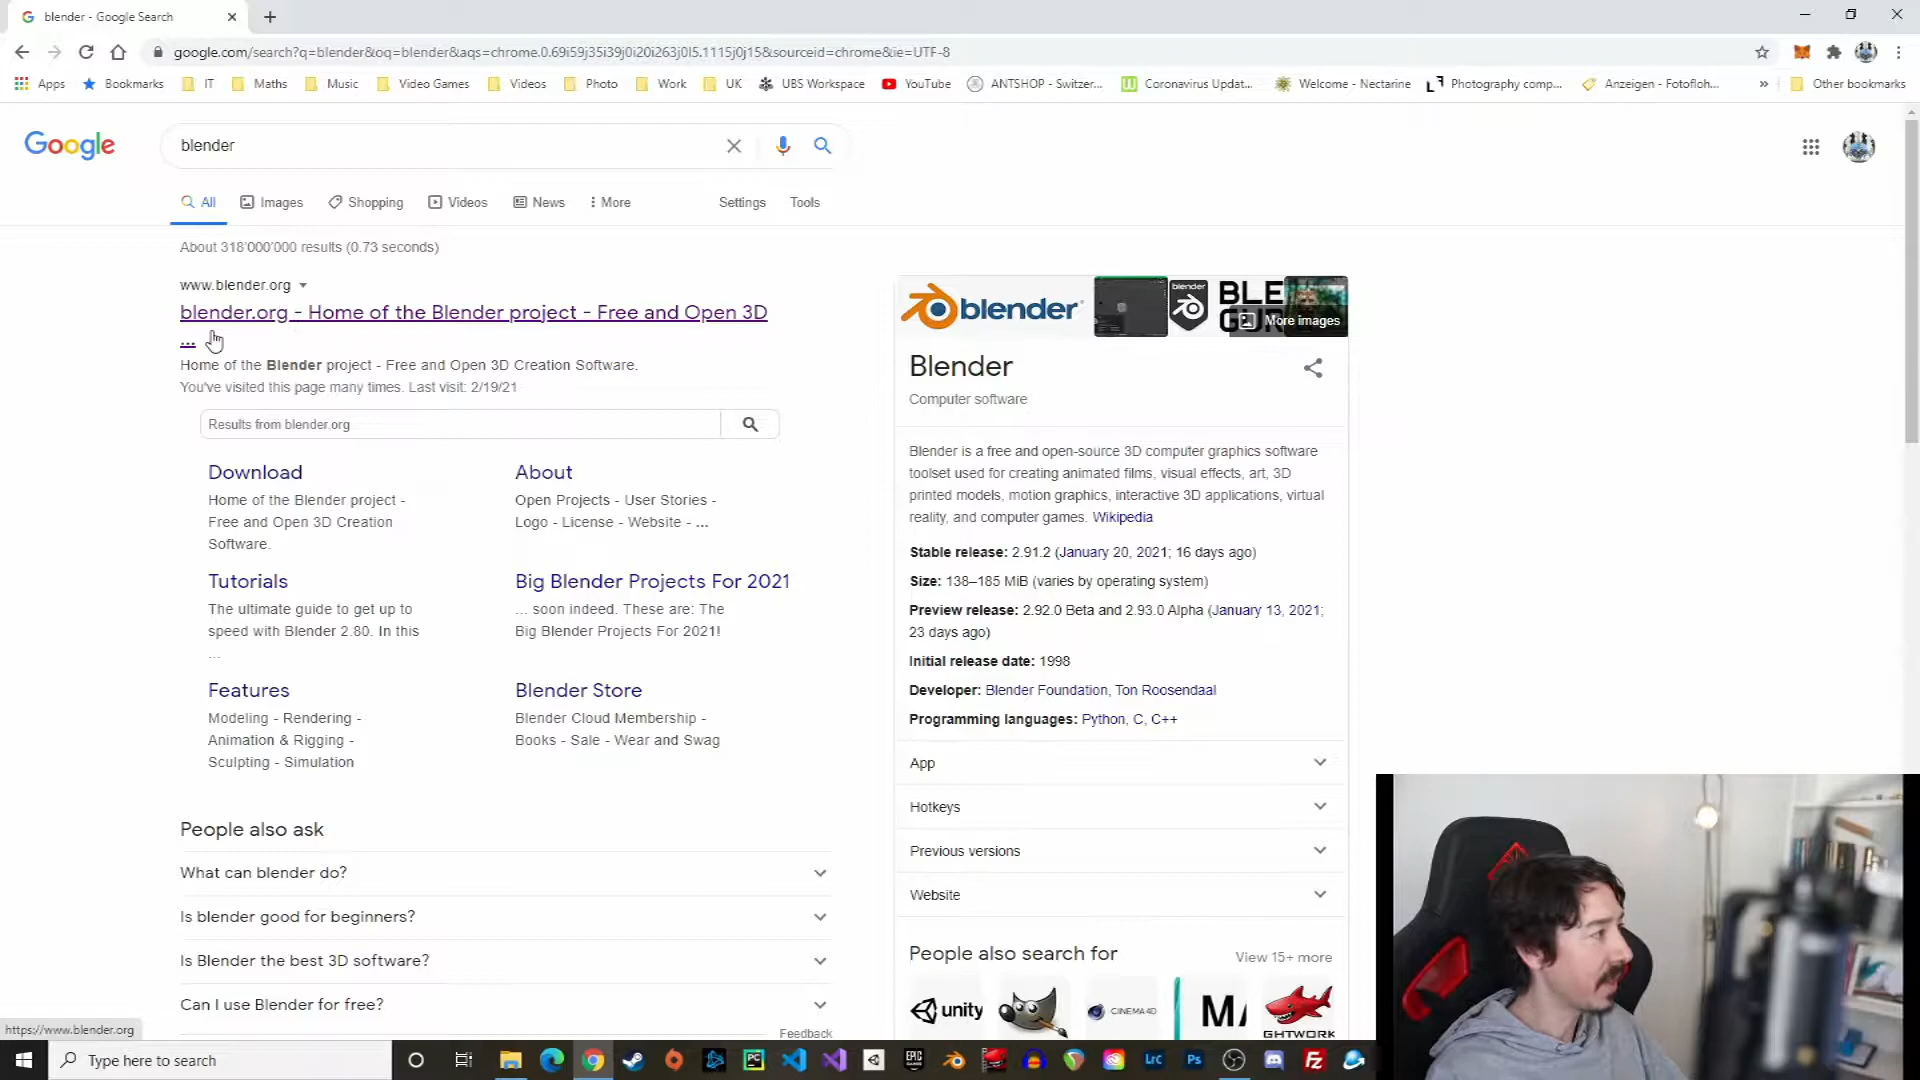 blender - Google Search
google.com/search?q=blender&oq=blender&aqs=chrome.0.69i59j35i39j0i20i263j0l5.1115j0j15&sourceid=chrome&ie=UTF-8
Apps Bookmarks IT Maths Music Video Games Videos Photo Work UK UBS Workspace YouTube ANTSHOP - Switzer... Coronavirus Updat... Welcome - Nectarine Photography comp... Anzeigen - Fotofloh... » Other bookmarks
Google
blender
All Images Shopping Videos News More Settings Tools
About 318'000'000 results (0.73 seconds)
www.blender.org
blender.org - Home of the Blender project - Free and Open 3D
...
Home of the Blender project - Free and Open 3D Creation Software.
You've visited this page many times. Last visit: 2/19/21
Results from blender.org
Download
Home of the Blender project -
Free and Open 3D Creation
Software.
About
Open Projects - User Stories -
Logo - License - Website - ...
Tutorials
The ultimate guide to get up to
speed with Blender 2.80. In this
...
Big Blender Projects For 2021
... soon indeed. These are: The
Big Blender Projects For 2021!
Features
Modeling - Rendering -
Animation & Rigging -
Sculpting - Simulation
Blender Store
Blender Cloud Membership -
Books - Sale - Wear and Swag
People also ask
What can blender do?
Is blender good for beginners?
Is Blender the best 3D software?
Can I use Blender for free?
Feedback
blender
blender
BLE
GUR
More images
Blender
Computer software
Blender is a free and open-source 3D computer graphics software
toolset used for creating animated films, visual effects, art, 3D
printed models, motion graphics, interactive 3D applications, virtual
reality, and computer games. Wikipedia
Stable release: 2.91.2 (January 20, 2021; 16 days ago)
Size: 138–185 MiB (varies by operating system)
Preview release: 2.92.0 Beta and 2.93.0 Alpha (January 13, 2021;
23 days ago)
Initial release date: 1998
Developer: Blender Foundation, Ton Roosendaal
Programming languages: Python, C, C++
App
Hotkeys
Previous versions
Website
People also search for
View 15+ more
unity
CINEMA 4D
MA
GHTWORK
https://www.blender.org
Type here to search
PC
EPIC
Lrc
Ps
FZ